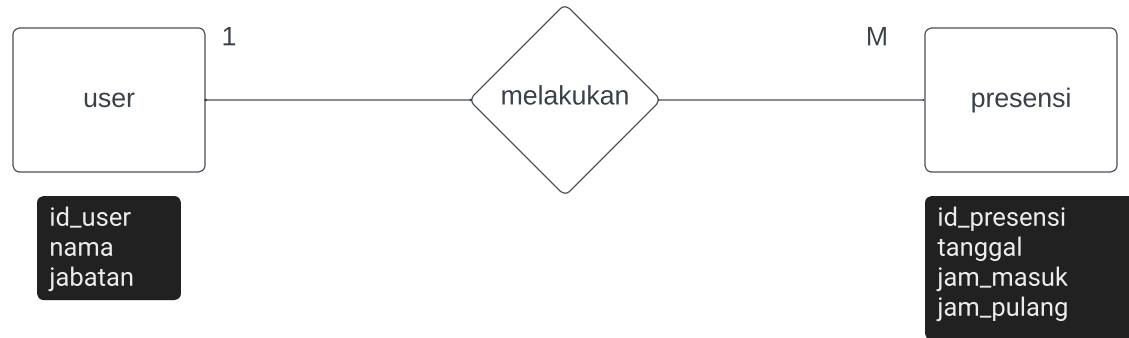 1
M
user
melakukan
presensi
id_user
nama
jabatan
id_presensi
tanggal
jam_masuk
jam_pulang